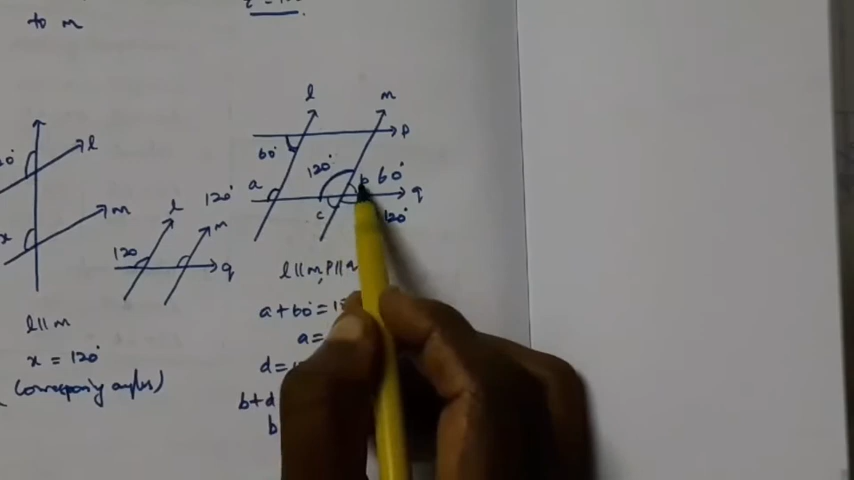 to m
l
m
l
m
120
q
l
m
p
60°
120°
b 60°
a
120°
q
c
120°
l || m
l || m, p || q
a + 60° =
x = 120°
a =
(corresponding angles)
d =
b + d
b